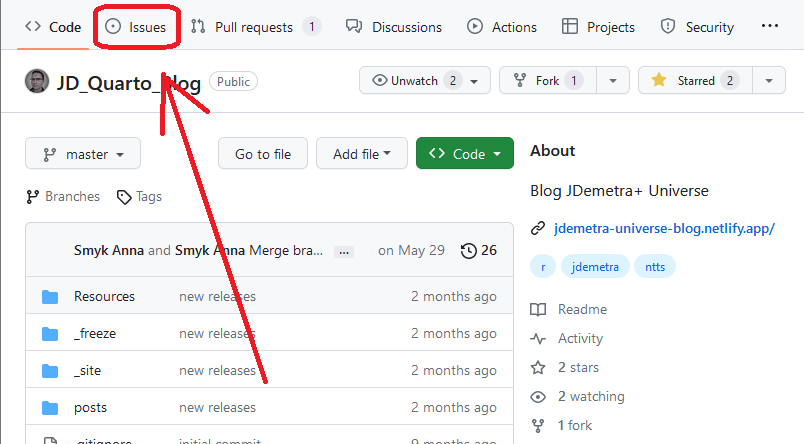 Code Issues Pull requests 1 Discussions Actions Projects Security ...
JD_Quarto_Blog Public Unwatch 2 Fork 1 Starred 2
master Go to file Add file Code
Branches Tags
Smyk Anna and Smyk Anna Merge bra... ... on May 29 26
Resources new releases 2 months ago
_freeze new releases 2 months ago
_site new releases 2 months ago
posts new releases 2 months ago
.gitignore initial commit 9 months ago
About
Blog JDemetra+ Universe
jdemetra-universe-blog.netlify.app/
r jdemetra ntts
Readme
Activity
2 stars
2 watching
1 fork